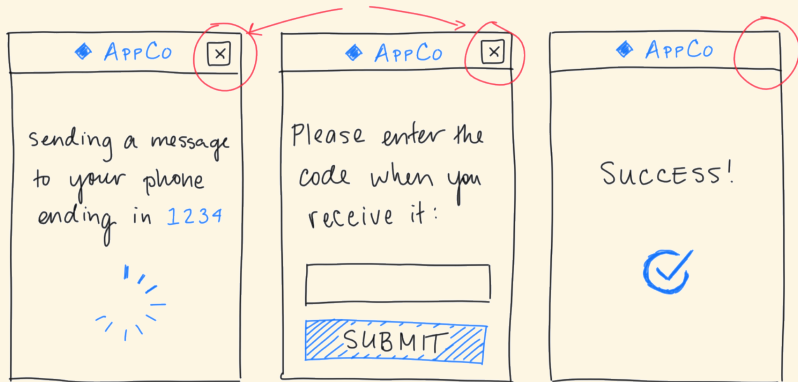 AppCo
sending a message
to your phone
ending in 1234
AppCo
Please enter the
code when you
receive it:
SUBMIT
AppCo
SUCCESS!